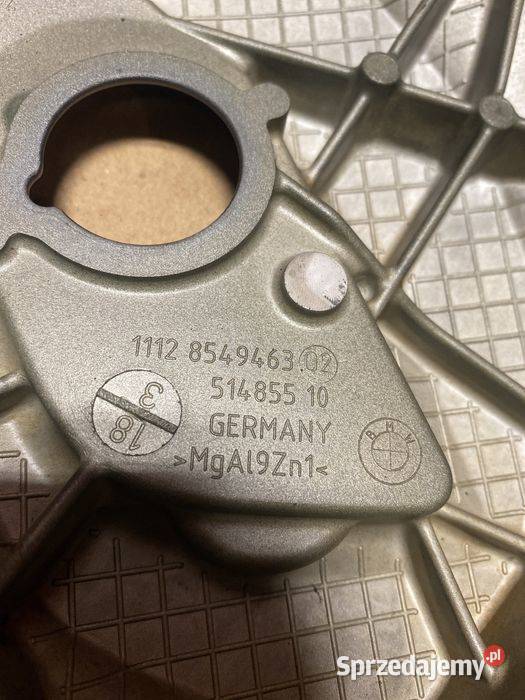 1112 8549463.02
514855 10
GERMANY
>MgAl9Zn1<
3
18
BMW
Sprzedajemy.pl